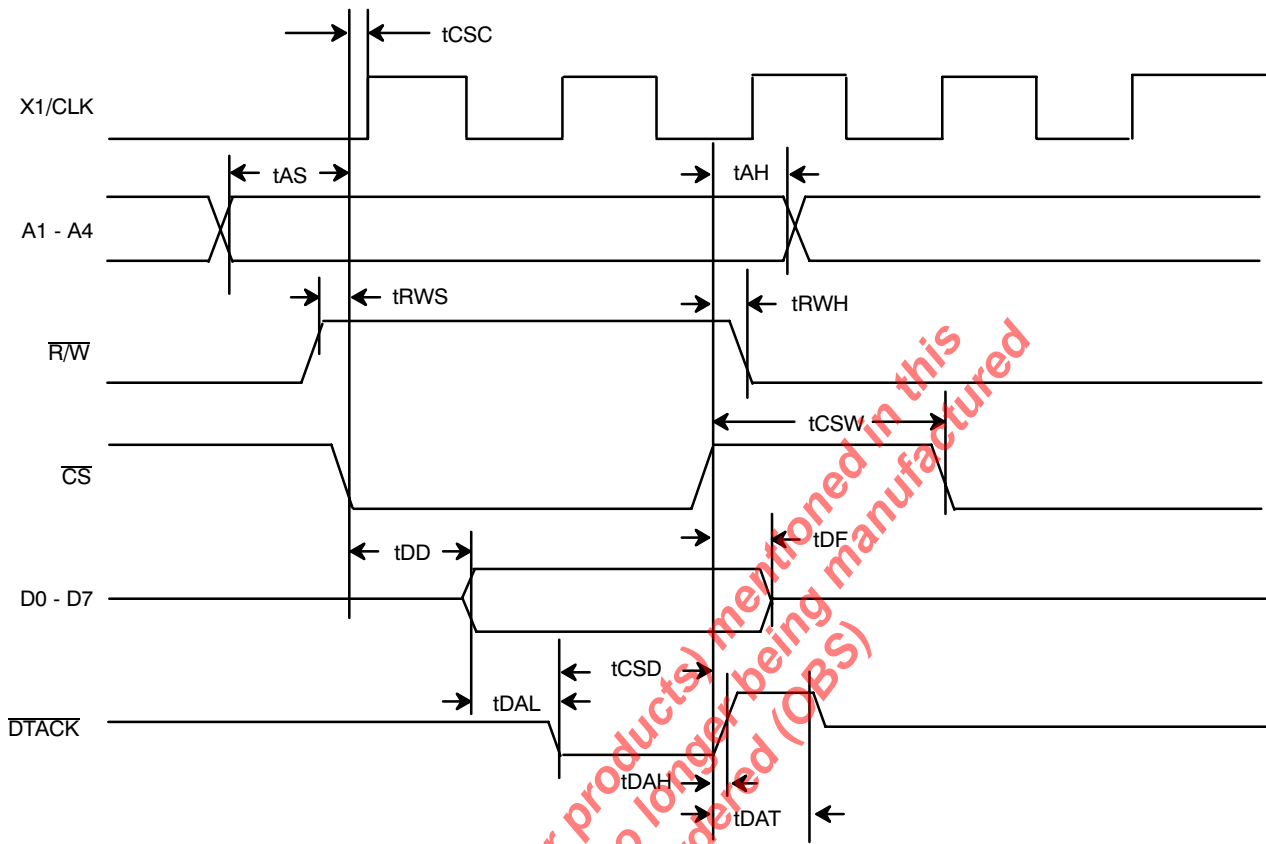 tCSC
X1/CLK
tAS
tAH
A1 - A4
tRWS
tRWH
R/W
tCSW
CS
tDD
tDF
D0 - D7
tCSD
tDAL
DTACK
tDAH
tDAT
r products) mentioned in this
o longer being manufactured
rdered (OBS)